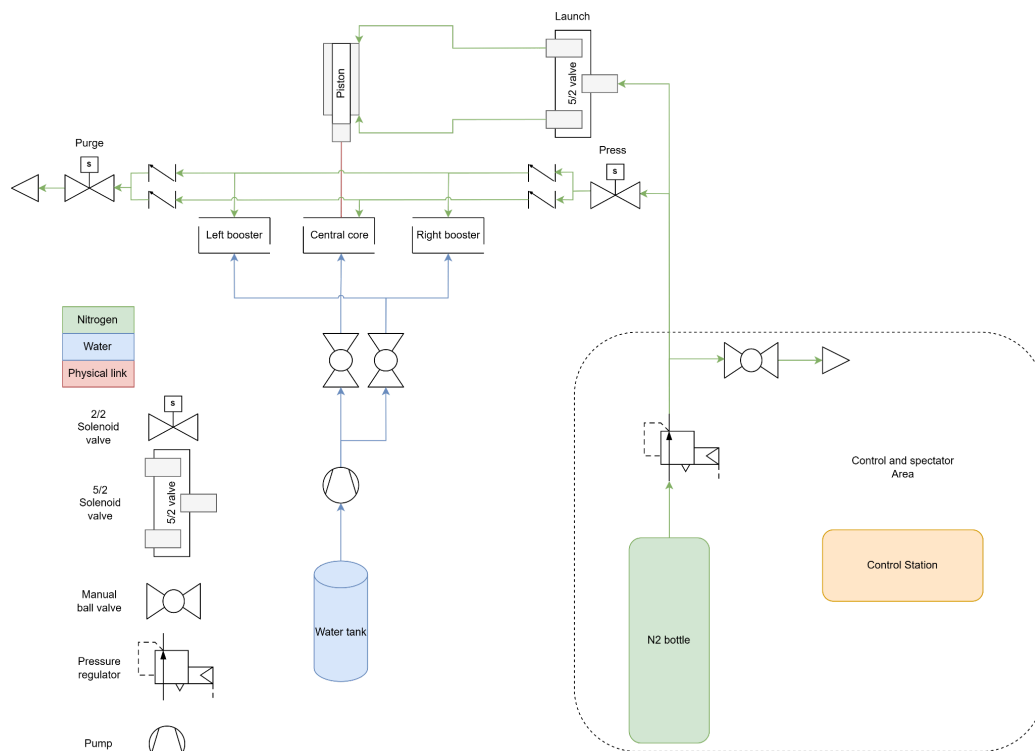 Launch
5/2 valve
Piston
Purge
s
Press
s
Left booster
Central core
Right booster
Nitrogen
Water
Physical link
s
2/2
Solenoid
valve
5/2
Solenoid
valve
5/2 valve
Manual
ball valve
Pressure
regulator
Pump
Water tank
N2 bottle
Control and spectator
Area
Control Station